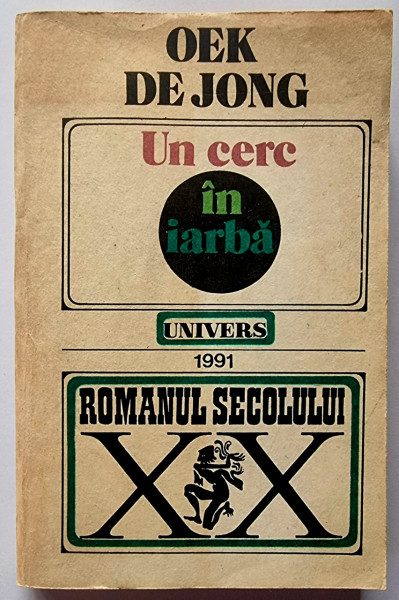 OEK
DE JONG
Un cerc
în
iarbă
UNIVERS
1991
ROMANUL SECOLULUI
XX